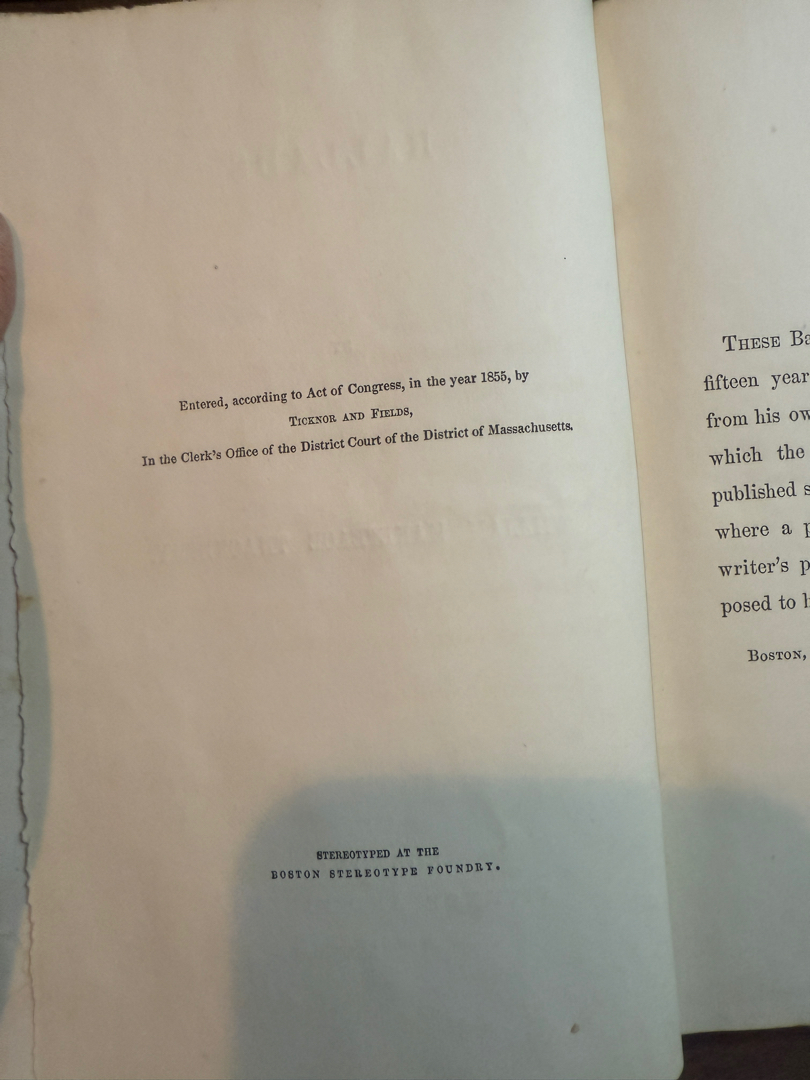 Entered, according to Act of Congress, in the year 1855, by
TICKNOR AND FIELDS,
In the Clerk's Office of the District Court of the District of Massachusetts.
STEREOTYPED AT THE
BOSTON STEREOTYPE FOUNDRY.
THESE
fifteen
from his
which the
published
where a
writer's
posed to
BOSTON,